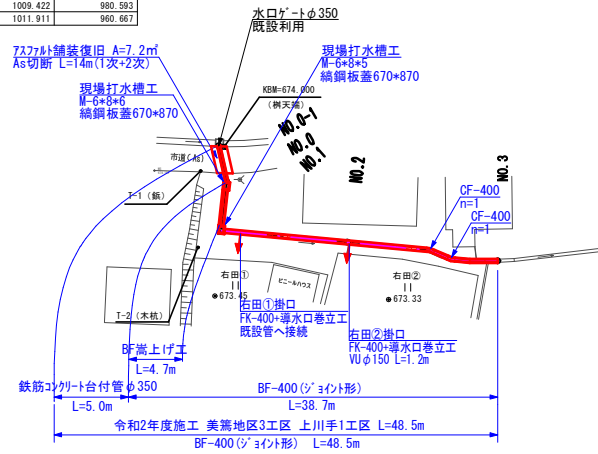 1009.422 980.593
1011.911 960.667
水口ゲートφ350
既設利用
アスファルト舗装復旧 A=7.2㎡
As切断 L=14m(1次+2次)
現場打水槽工
M-6*8*5
縞鋼板蓋670*870
現場打水槽工
M-6*8*6
縞鋼板蓋670*870
KBM=674.000
(桝天端)
NO.0-1
NO.0
NO.1
NO.2
NO.3
市道(As)
T-1(鋲)
CF-400
n=1
CF-400
n=1
右田①
673.45
ビニールハウス
右田②
673.33
T-2(木杭)
右田①掛口
FK-400+導水口巻立工
既設管へ接続
右田②掛口
FK-400+導水口巻立工
VUφ150 L=1.2m
BF嵩上げ工
L=4.7m
鉄筋コンクリート台付管φ350
L=5.0m
BF-400(ジョイント形)
L=38.7m
令和2年度施工 美篶地区3工区 上川手1工区 L=48.5m
BF-400(ジョイント形) L=48.5m